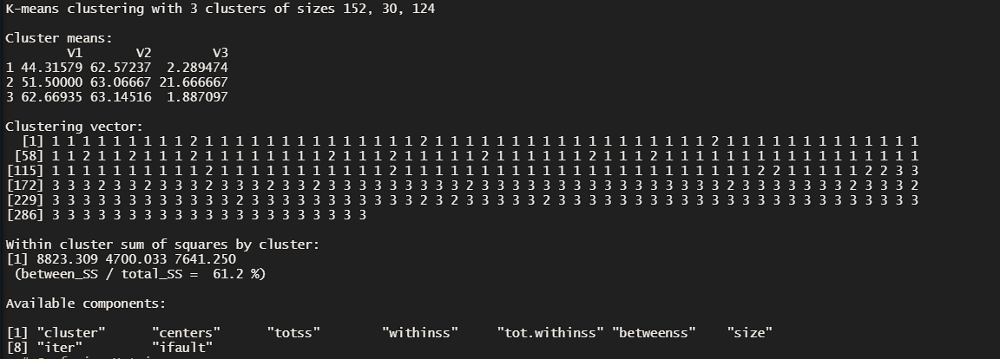 K-means clustering with 3 clusters of sizes 152, 30, 124
Cluster means:
V1 V2 V3
1 44.31579 62.57237 2.289474
2 51.50000 63.06667 21.666667
3 62.66935 63.14516 1.887097
Clustering vector:
[1] 1 1 1 1 1 1 1 1 1 2 1 1 1 1 1 1 1 1 1 1 1 1 1 1 2 1 1 1 1 1 1 1 1 1 1 1 1 1 1 1 1 1 1 2 1 1 1 1 1 1 1 1 1 1 1 1 1
[58] 1 1 2 1 1 2 1 1 1 2 1 1 1 1 1 1 1 1 2 1 1 1 2 1 1 1 1 1 2 1 1 1 1 1 1 2 1 1 1 2 1 1 1 1 1 1 1 1 1 1 1 1 1 1 1 1 1
[115] 1 1 1 1 1 1 1 1 1 1 2 1 1 1 1 1 1 1 1 1 1 1 2 1 1 1 1 1 1 1 1 1 1 1 1 1 1 1 1 1 1 1 1 1 1 1 2 2 1 1 1 1 1 2 2 3 3
[172] 3 3 3 2 3 3 2 3 3 3 2 3 3 3 2 3 3 2 3 3 3 3 3 3 3 3 3 2 3 3 3 3 3 3 3 3 3 3 3 3 3 3 3 3 2 3 3 3 3 3 3 3 2 3 3 3 2
[229] 3 3 3 3 3 3 3 3 3 3 3 3 2 3 3 3 3 3 3 3 3 3 3 3 2 3 2 3 3 3 3 3 2 3 3 3 3 3 3 3 3 3 3 3 3 3 3 3 3 3 3 3 3 3 3 3 3
[286] 3 3 3 3 3 3 3 3 3 3 3 3 3 3 3 3 3 3 3 3 3
Within cluster sum of squares by cluster:
[1] 8823.309 4700.033 7641.250
(between_SS / total_SS = 61.2 %)
Available components:
[1] "cluster" "centers" "totss" "withinss" "tot.withinss" "betweenss" "size"
[8] "iter" "ifault"